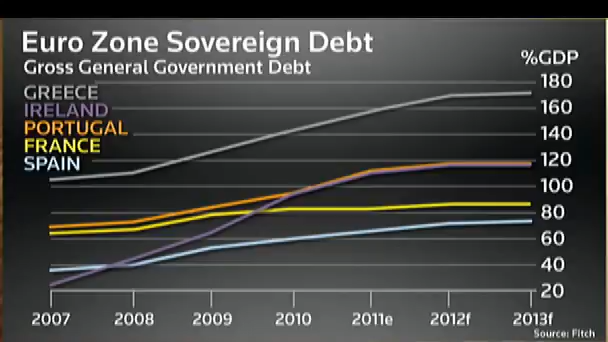 Euro Zone Sovereign Debt
Gross General Government Debt
%GDP
GREECE
IRELAND
PORTUGAL
FRANCE
SPAIN
180
160
140
120
100
80
60
40
20
2007 2008 2009 2010 2011e 2012f 2013f
Source: Fitch